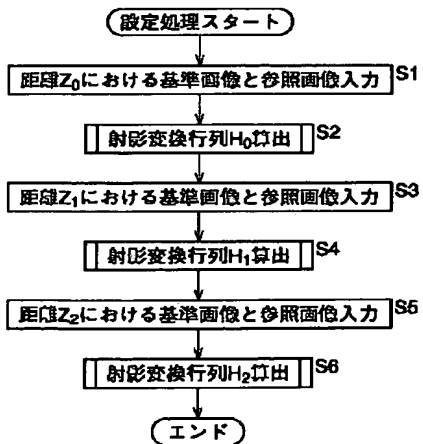 設定処理スタート
距離Z0における基準画像と参照画像入力 S1
射影変換行列H0算出 S2
距離Z1における基準画像と参照画像入力 S3
射影変換行列H1算出 S4
距離Z2における基準画像と参照画像入力 S5
射影変換行列H2算出 S6
エンド